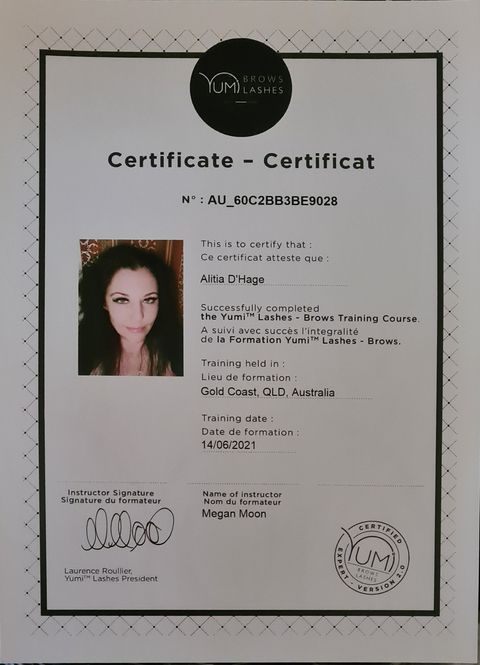 YUMI BROWS LASHES
Certificate – Certificat
N° : AU_60C2BB3BE9028
This is to certify that :
Ce certificat atteste que :
Alitia D'Hage
Successfully completed
the Yumi™ Lashes - Brows Training Course.
A suivi avec succès l'integralité
de la Formation Yumi™ Lashes - Brows.
Training held in :
Lieu de formation :
Gold Coast, QLD, Australia
Training date :
Date de formation :
14/06/2021
Instructor Signature
Signature du formateur
Name of instructor
Nom du formateur
Megan Moon
Laurence Roullier,
Yumi™ Lashes President
CERTIFIED
YUMI
BROWS
LASHES
EXPERT - VERSION 2.0